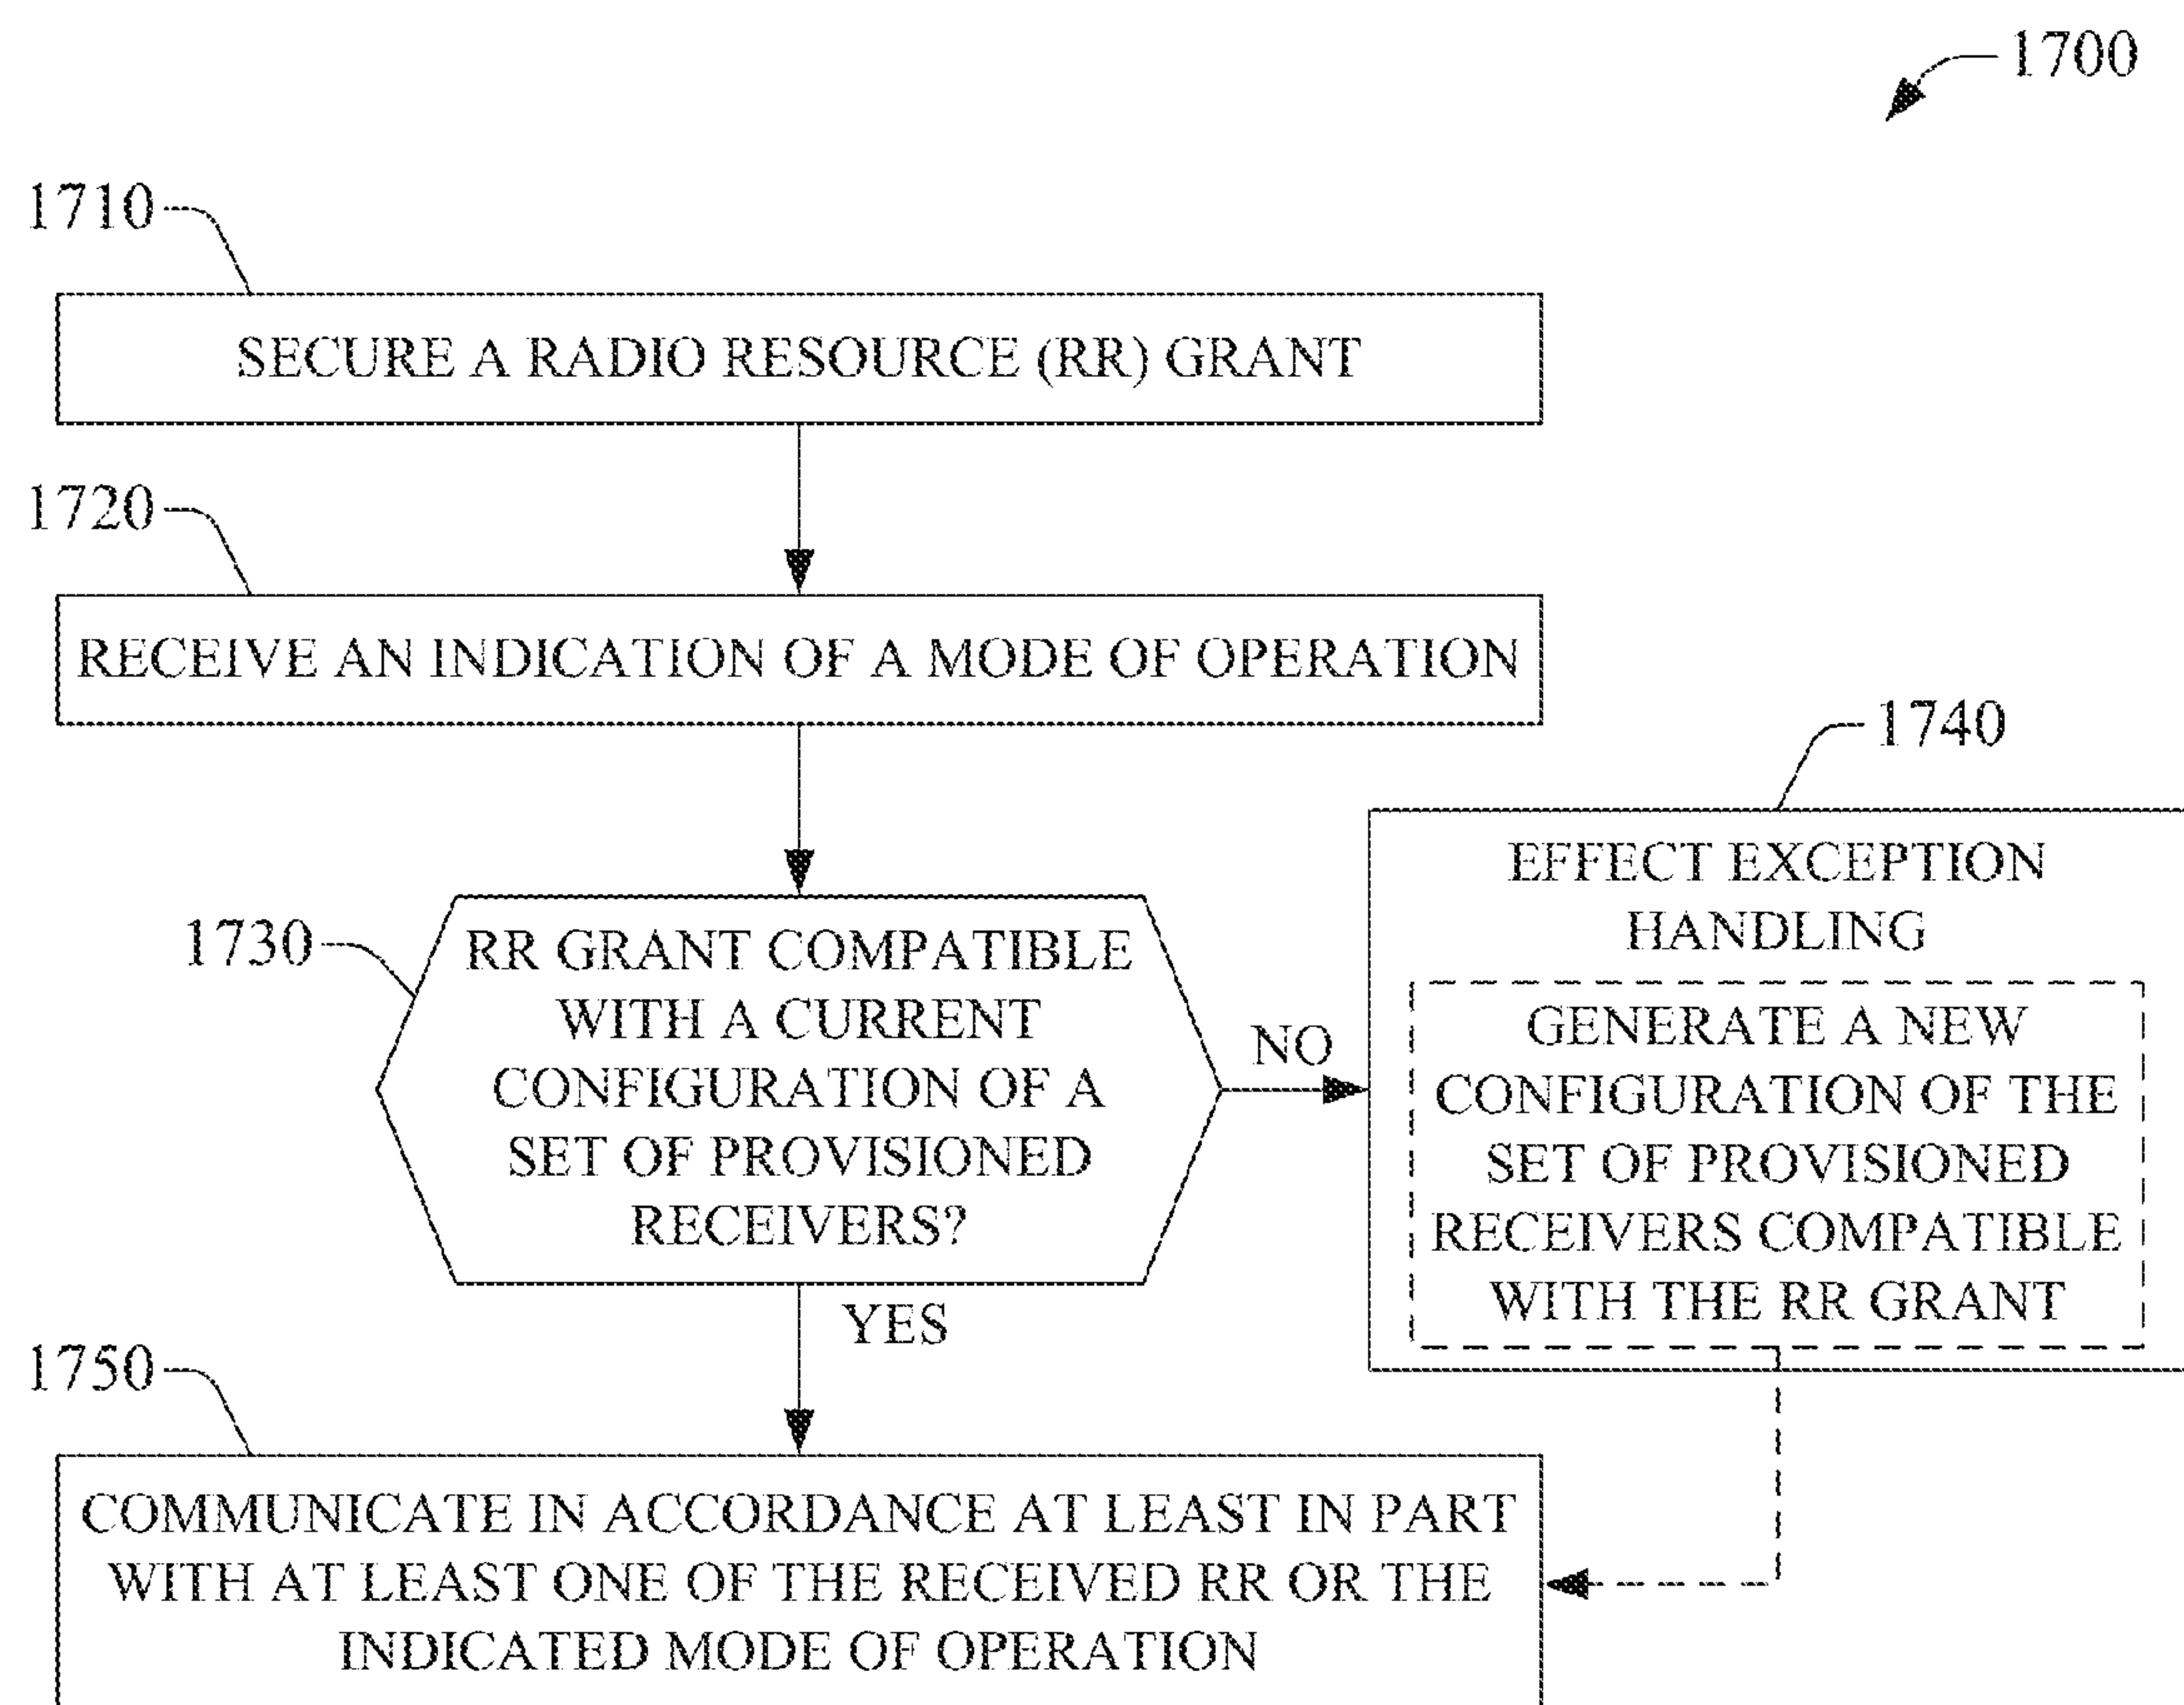 1700
1710
SECURE A RADIO RESOURCE (RR) GRANT
1720
RECEIVE AN INDICATION OF A MODE OF OPERATION
1730
RR GRANT COMPATIBLE
WITH A CURRENT
CONFIGURATION OF A
SET OF PROVISIONED
RECEIVERS?
NO
YES
1740
EFFECT EXCEPTION
HANDLING
GENERATE A NEW
CONFIGURATION OF THE
SET OF PROVISIONED
RECEIVERS COMPATIBLE
WITH THE RR GRANT
1750
COMMUNICATE IN ACCORDANCE AT LEAST IN PART
WITH AT LEAST ONE OF THE RECEIVED RR OR THE
INDICATED MODE OF OPERATION